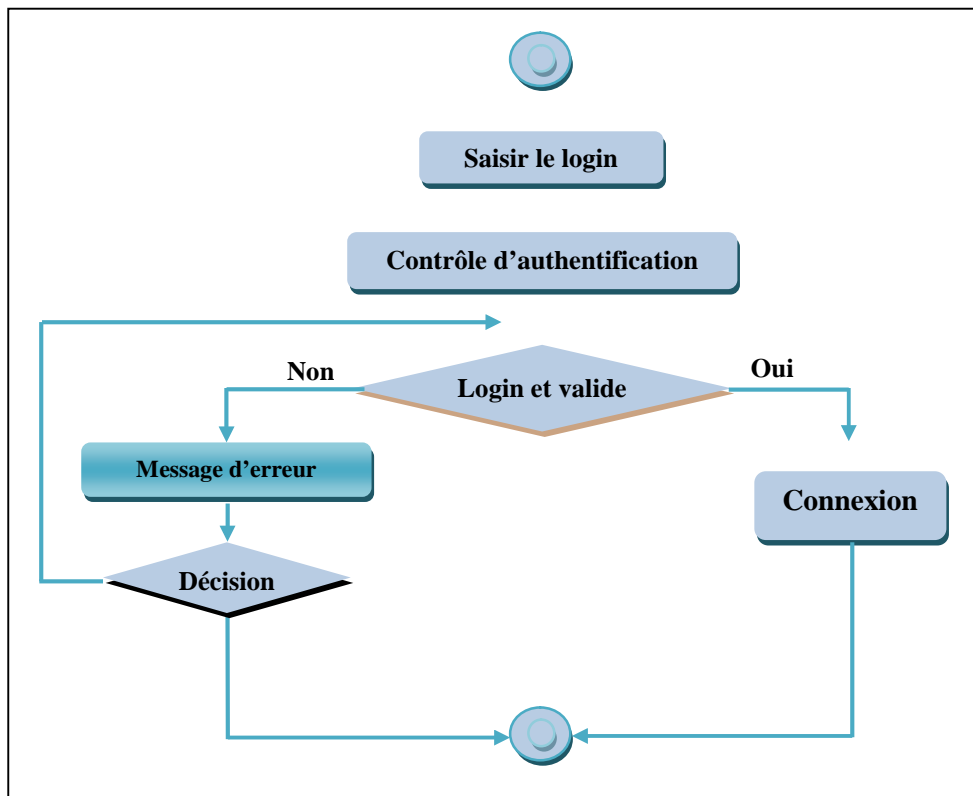 Saisir le login
Contrôle d'authentification
Non
Login et valide
Oui
Message d'erreur
Connexion
Décision